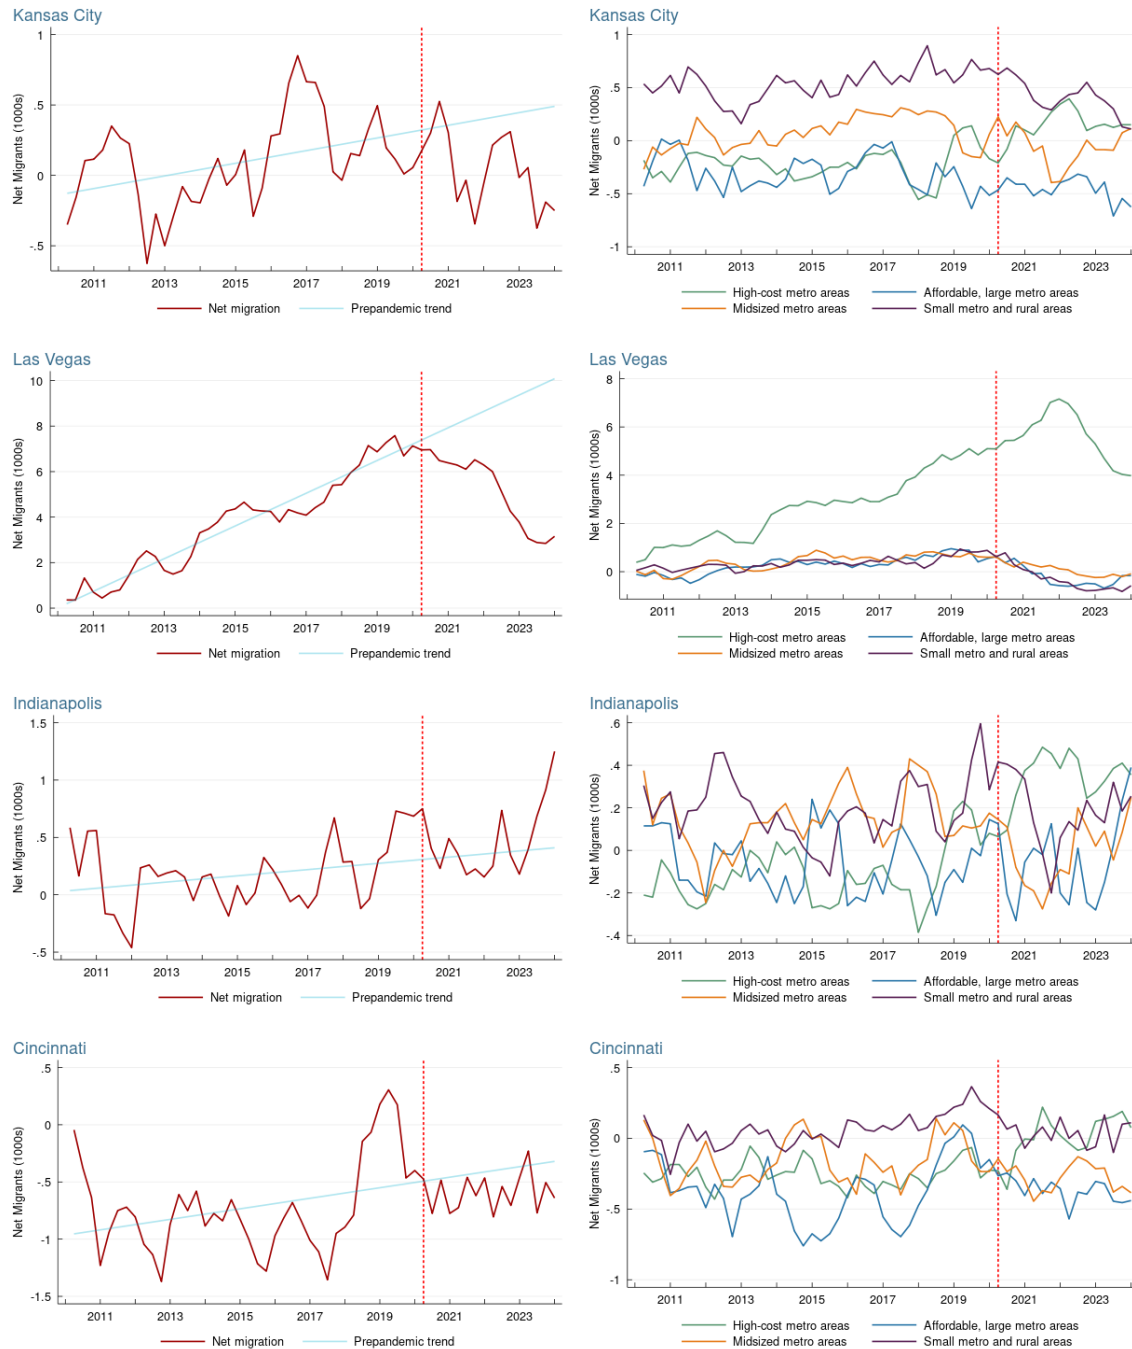 Kansas City
Net Migrants (1000s)
1
.5
0
-.5
2011 2013 2015 2017 2019 2021 2023
Net migration Prepandemic trend
Kansas City
Net Migrants (1000s)
1
.5
0
-.5
-1
2011 2013 2015 2017 2019 2021 2023
High-cost metro areas Affordable, large metro areas
Midsized metro areas Small metro and rural areas
Las Vegas
Net Migrants (1000s)
10
8
6
4
2
0
2011 2013 2015 2017 2019 2021 2023
Net migration Prepandemic trend
Las Vegas
Net Migrants (1000s)
8
6
4
2
0
2011 2013 2015 2017 2019 2021 2023
High-cost metro areas Affordable, large metro areas
Midsized metro areas Small metro and rural areas
Indianapolis
Net Migrants (1000s)
1.5
1
.5
0
-.5
2011 2013 2015 2017 2019 2021 2023
Net migration Prepandemic trend
Indianapolis
Net Migrants (1000s)
.6
.4
.2
0
-.2
-.4
2011 2013 2015 2017 2019 2021 2023
High-cost metro areas Affordable, large metro areas
Midsized metro areas Small metro and rural areas
Cincinnati
Net Migrants (1000s)
.5
0
-.5
-1
-1.5
2011 2013 2015 2017 2019 2021 2023
Net migration Prepandemic trend
Cincinnati
Net Migrants (1000s)
.5
0
-.5
-1
2011 2013 2015 2017 2019 2021 2023
High-cost metro areas Affordable, large metro areas
Midsized metro areas Small metro and rural areas